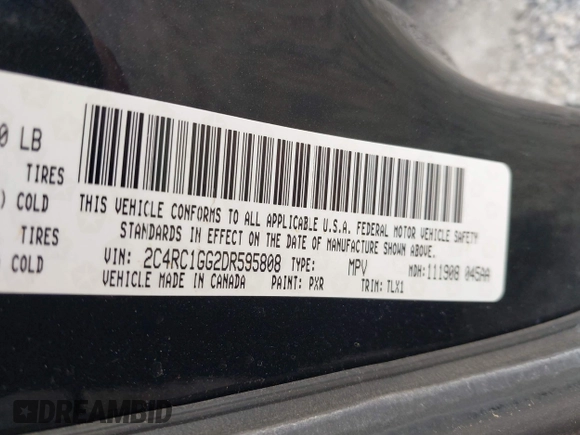 0 LB
TIRES
) COLD
TIRES
COLD
THIS VEHICLE CONFORMS TO ALL APPLICABLE U.S.A. FEDERAL MOTOR VEHICLE SAFETY
STANDARDS IN EFFECT ON THE DATE OF MANUFACTURE SHOWN ABOVE.
VIN: 2C4RC1GG2DR595808 TYPE: MPV MDH: 111908 045AA
VEHICLE MADE IN CANADA PAINT: PXR TRIM: TLX1
DREAMBID